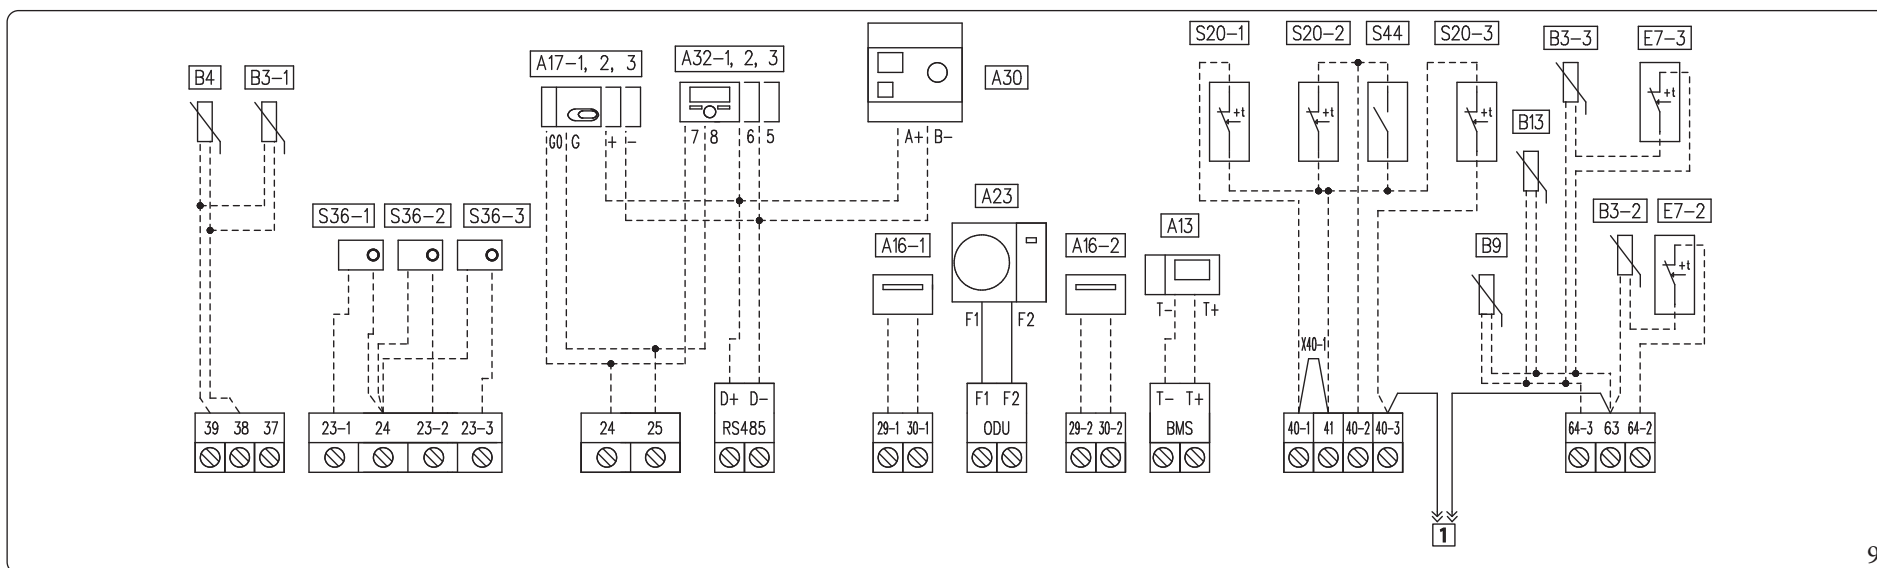 S20-1 S20-2 S44 S20-3 B3-3 E7-3
A17-1, 2, 3 A32-1, 2, 3
B4 B3-1 A30
+t +t +t +t
B13
G0 G + - 7 8 6 5 A+ B-
A23
S36-1 S36-2 S36-3
B3-2 E7-2
A16-1 A16-2 A13
B9
+t
T- T+
F1 F2
X40-1
D+ D- F1 F2 T- T+
39 38 37 23-1 24 23-2 23-3 24 25 RS485 29-1 30-1 ODU 29-2 30-2 BMS 40-1 41 40-2 40-3 64-3 63 64-2
1
9